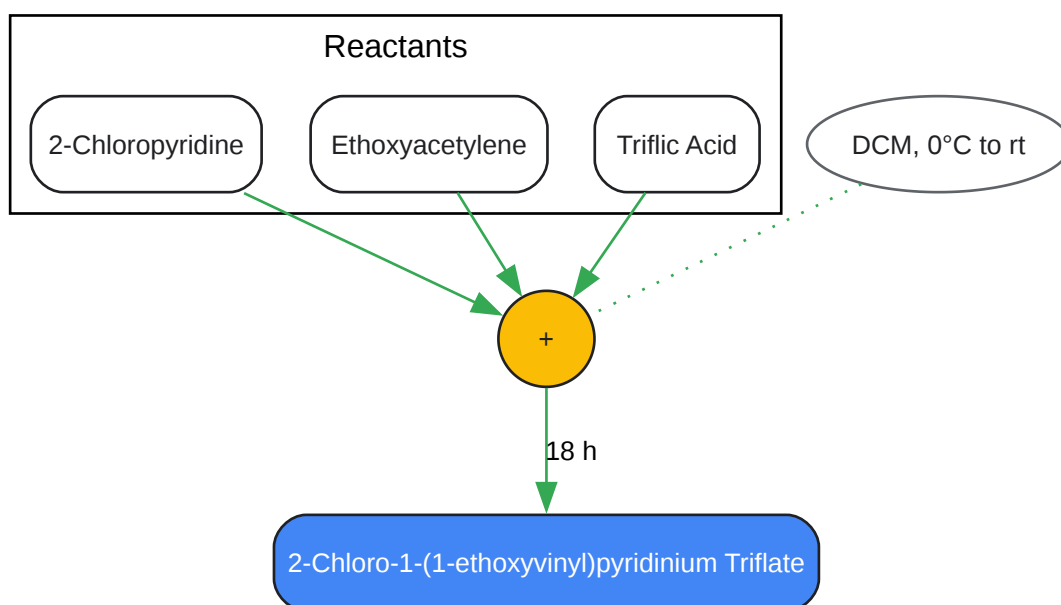 Reactants
2-Chloropyridine
Ethoxyacetylene
Triflic Acid
DCM, 0°C to rt
+
18 h
2-Chloro-1-(1-ethoxyvinyl)pyridinium Triflate